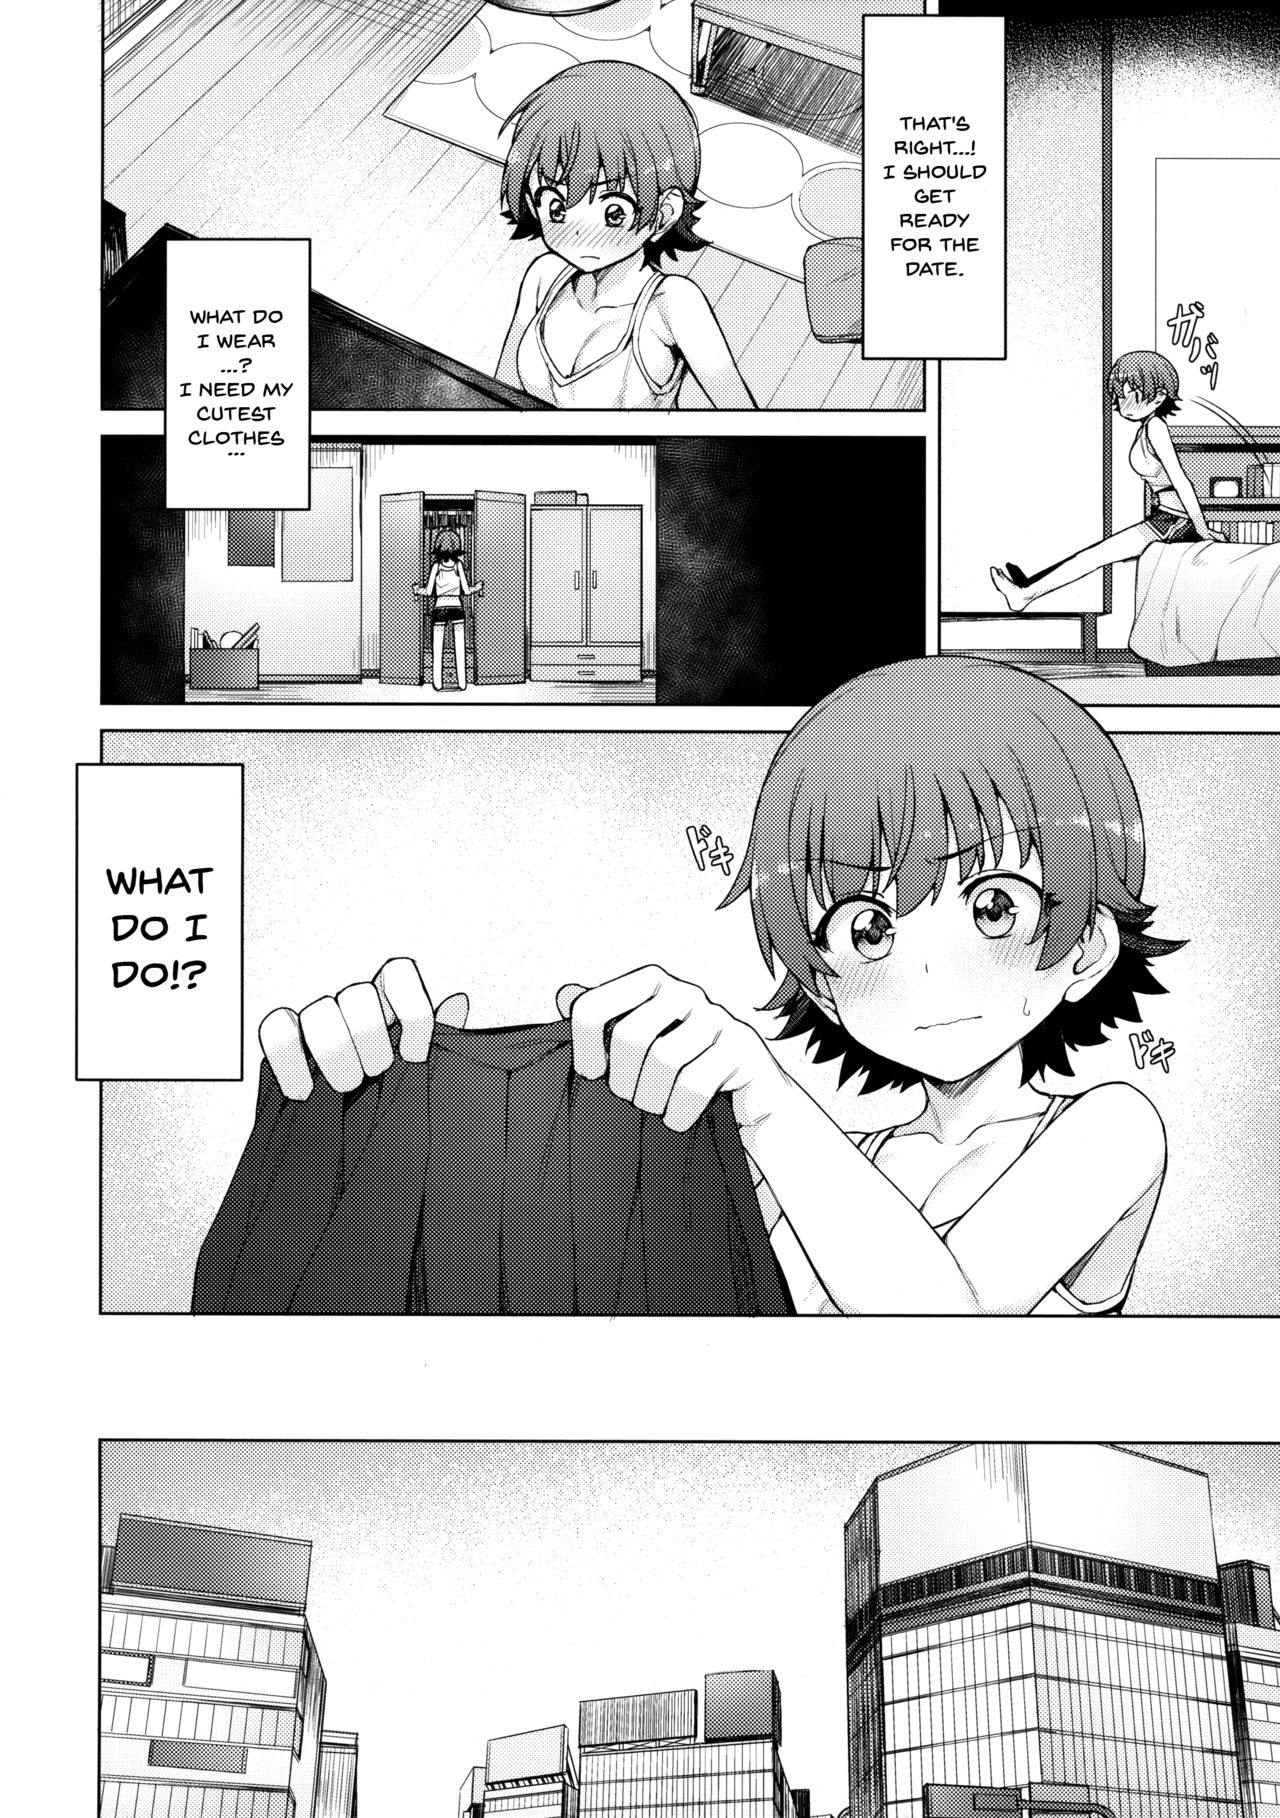 THAT'S
RIGHT...!
I SHOULD
GET
READY
FOR THE
DATE.
ガバッ
WHAT DO
I WEAR
...?
I NEED MY
CUTEST
CLOTHES
...
ドキ
WHAT
DO I
DO!?
ドキ